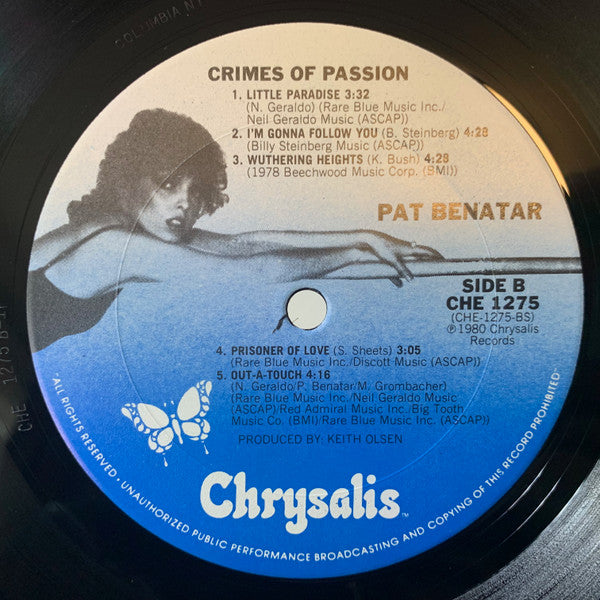 COLUMBIA NY
CRIMES OF PASSION
1. LITTLE PARADISE 3:32
(N. Geraldo) (Rare Blue Music Inc./
Neil Geraldo Music (ASCAP))
2. I'M GONNA FOLLOW YOU (B. Steinberg) 4:28
(Billy Steinberg Music (ASCAP))
3. WUTHERING HEIGHTS (K. Bush) 4:28
(1978 Beechwood Music Corp. (BMI))
PAT BENATAR
SIDE B
CHE 1275
(CHE-1275-BS)
℗1980 Chrysalis
Records
4. PRISONER OF LOVE (S. Sheets) 3:05
(Rare Blue Music Inc./Discott Music (ASCAP))
5. OUT-A-TOUCH 4:16
(N. Geraldo/P. Benatar/M. Grombacher)
(Rare Blue Music Inc./Neil Geraldo Music
(ASCAP)/Red Admiral Music Inc./Big Tooth
Music Co. (BMI)/Rare Blue Music Inc. (ASCAP))
PRODUCED BY: KEITH OLSEN
Chrysalis™
"ALL RIGHTS RESERVED, UNAUTHORIZED PUBLIC PERFORMANCE BROADCASTING AND COPYING OF THIS RECORD PROHIBITED"
CHE 1275 B